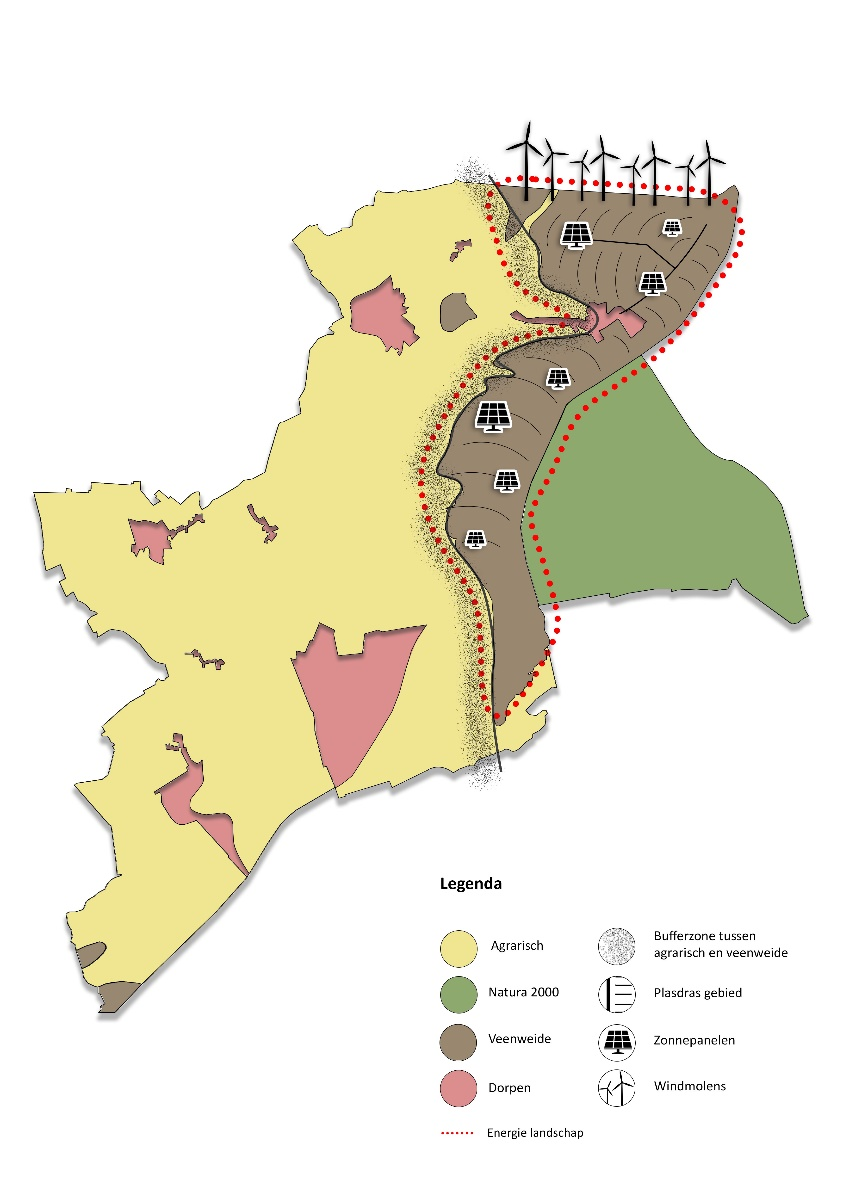 Legenda
Agrarisch
Natura 2000
Veenweide
Dorpen
Energie landschap
Bufferzone tussen
agrarisch en veenweide
Plasdras gebied
Zonnepanelen
Windmolens